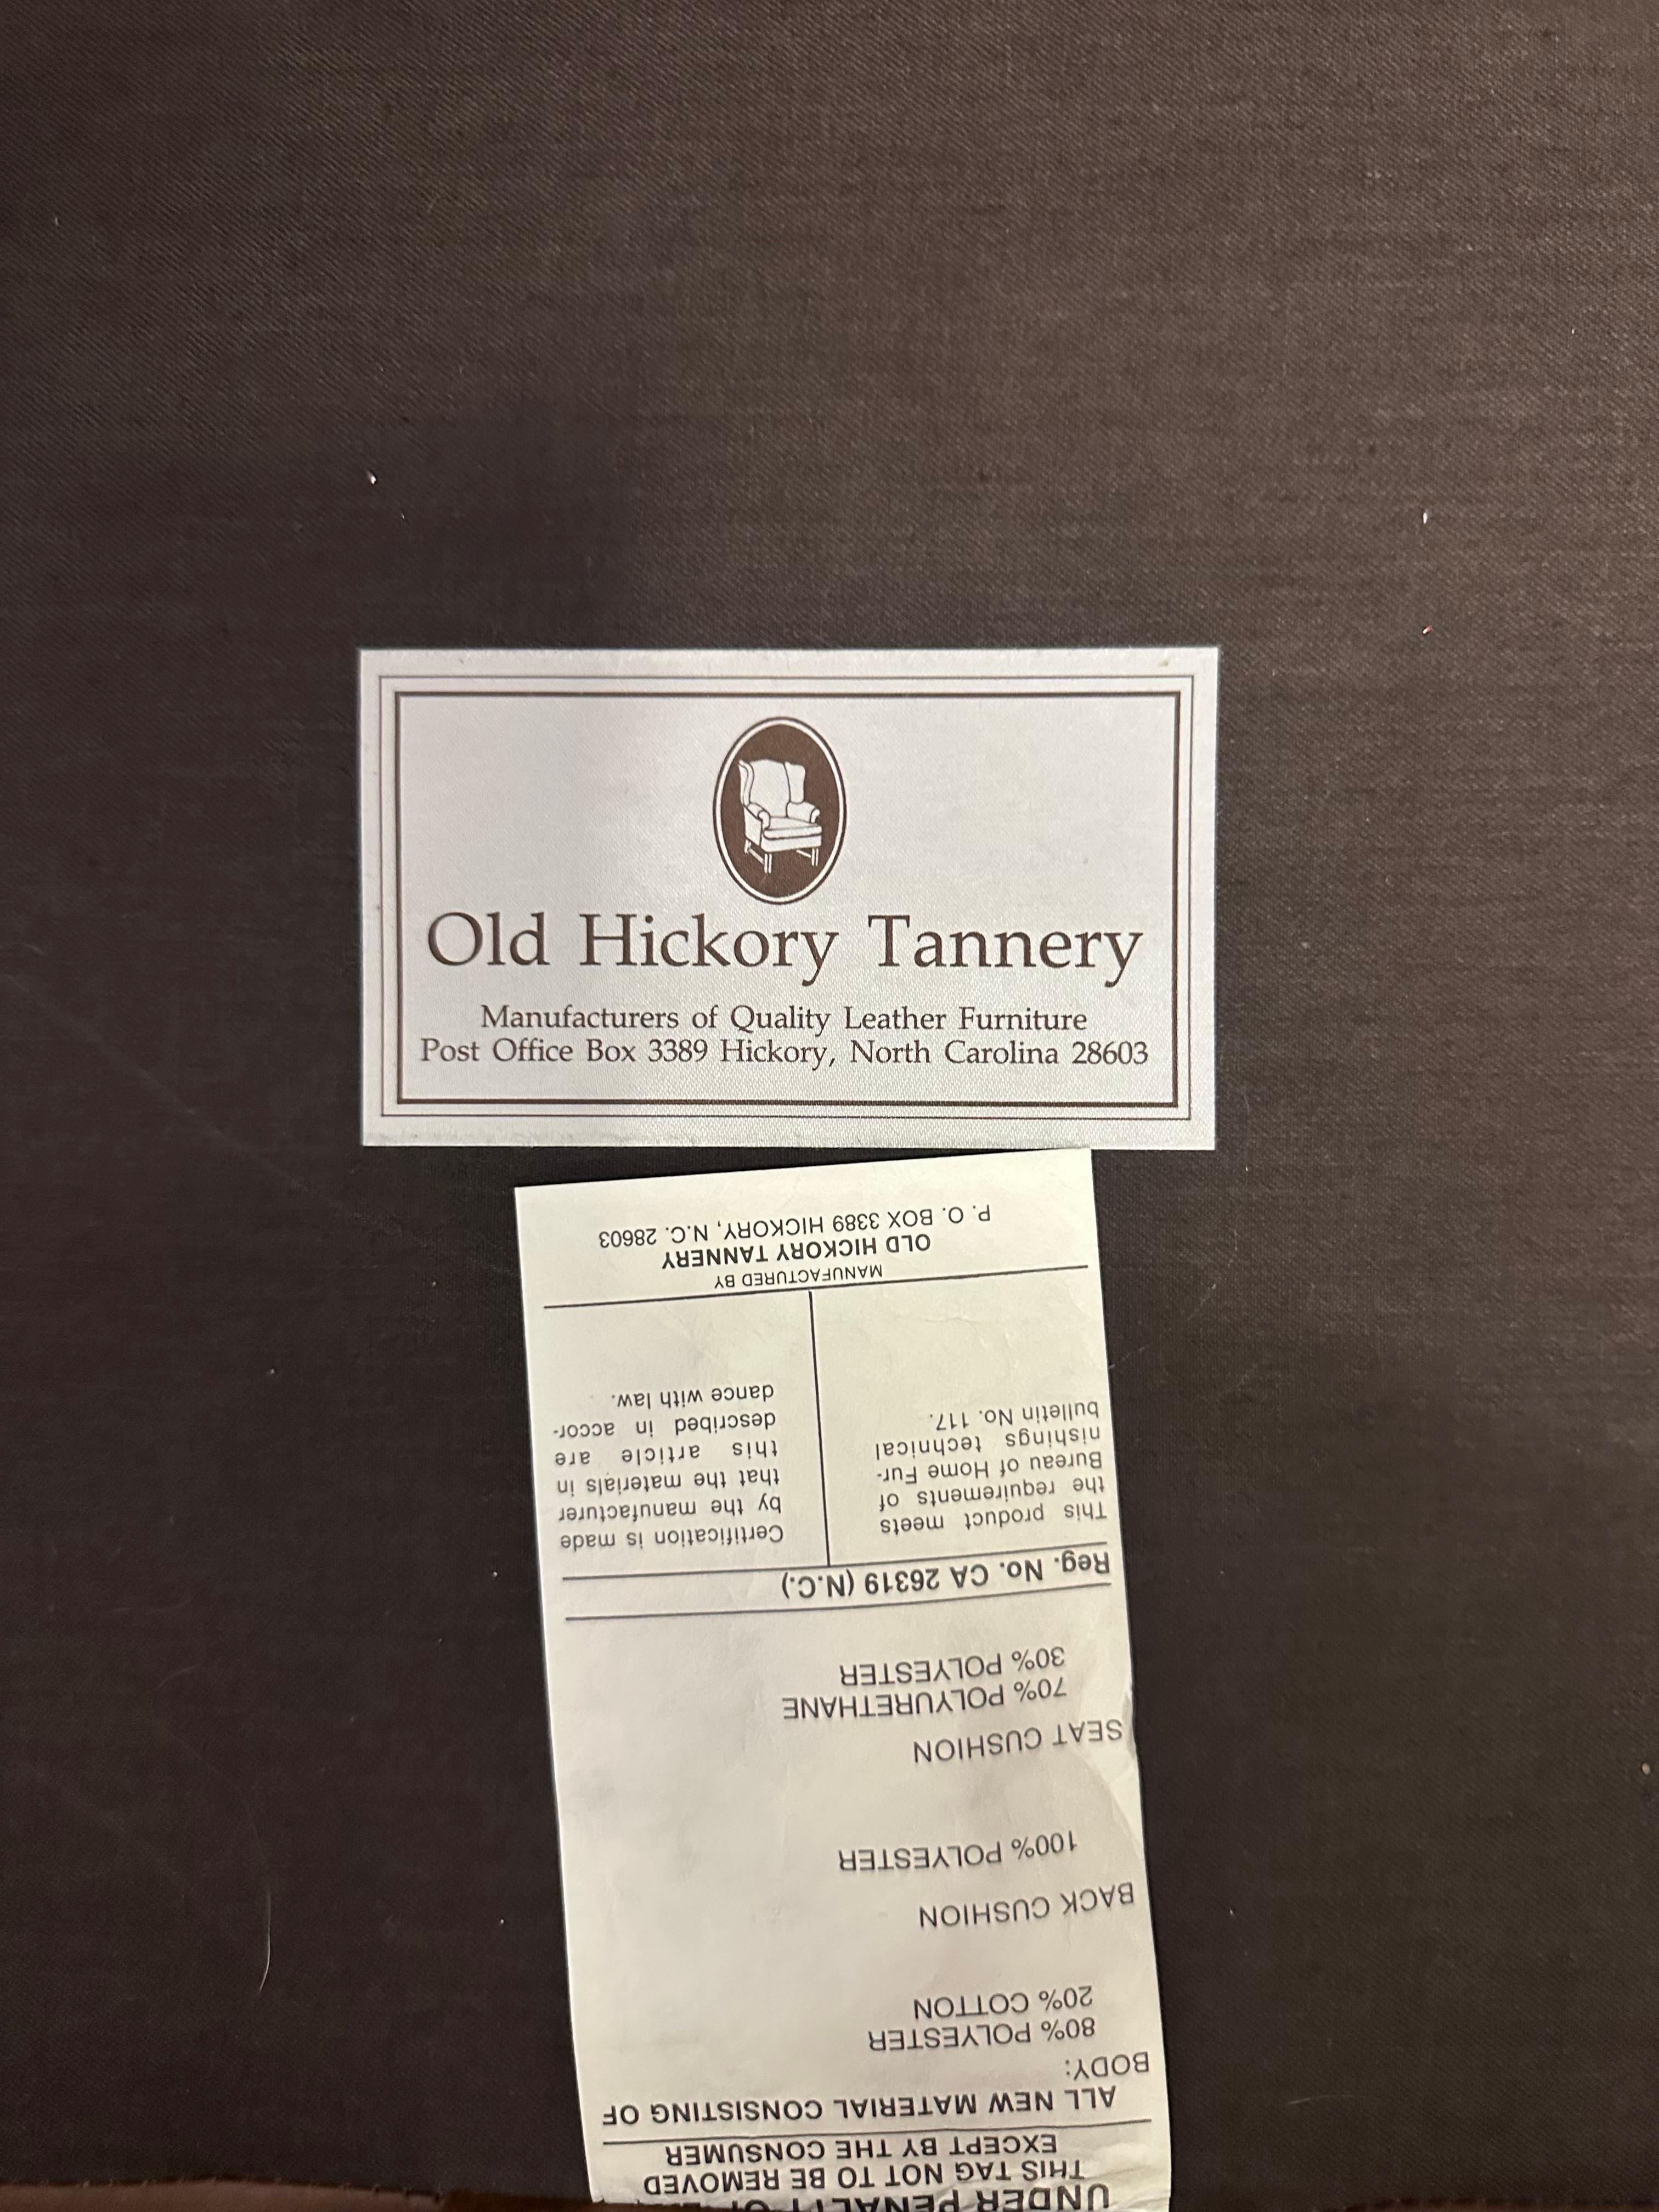 Old Hickory Tannery
Manufacturers of Quality Leather Furniture
Post Office Box 3389 Hickory, North Carolina 28603
UNDER PENALTY OF
THIS TAG NOT TO BE REMOVED
EXCEPT BY THE CONSUMER
ALL NEW MATERIAL CONSISTING OF
BODY:
80% POLYESTER
20% COTTON
BACK CUSHION
100% POLYESTER
SEAT CUSHION
70% POLYURETHANE
30% POLYESTER
Reg. No. CA 26319 (N.C.)
This product meets
the requirements of
Bureau of Home Fur-
nishings technical
bulletin No. 117.
Certification is made
by the manufacturer
that the materials in
this article are
described in accor-
dance with law.
MANUFACTURED BY
OLD HICKORY TANNERY
P. O. BOX 3389 HICKORY, N.C. 28603